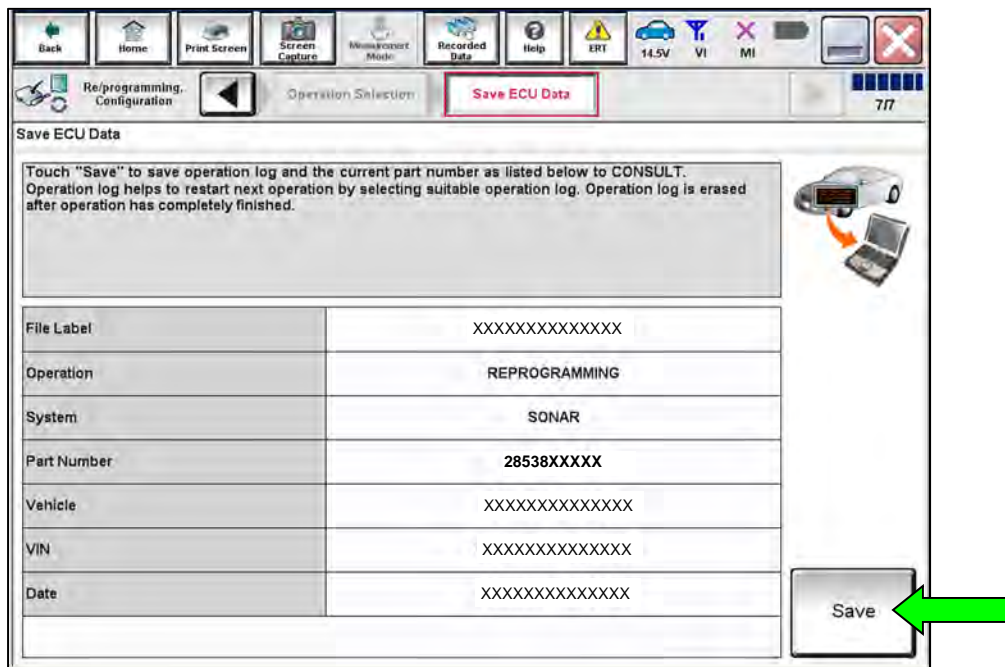 Back
Home
Print Screen
Screen Capture
Measurement Mode
Recorded Data
Help
ERT
14.5V
VI
MI
Re/programming, Configuration
Operation Selection
Save ECU Data
7/7
Save ECU Data
Touch "Save" to save operation log and the current part number as listed below to CONSULT.
Operation log helps to restart next operation by selecting suitable operation log. Operation log is erased
after operation has completely finished.
File Label XXXXXXXXXXXXXX
Operation REPROGRAMMING
System SONAR
Part Number 28538XXXXX
Vehicle XXXXXXXXXXXXXX
VIN XXXXXXXXXXXXXX
Date XXXXXXXXXXXXXX
Save